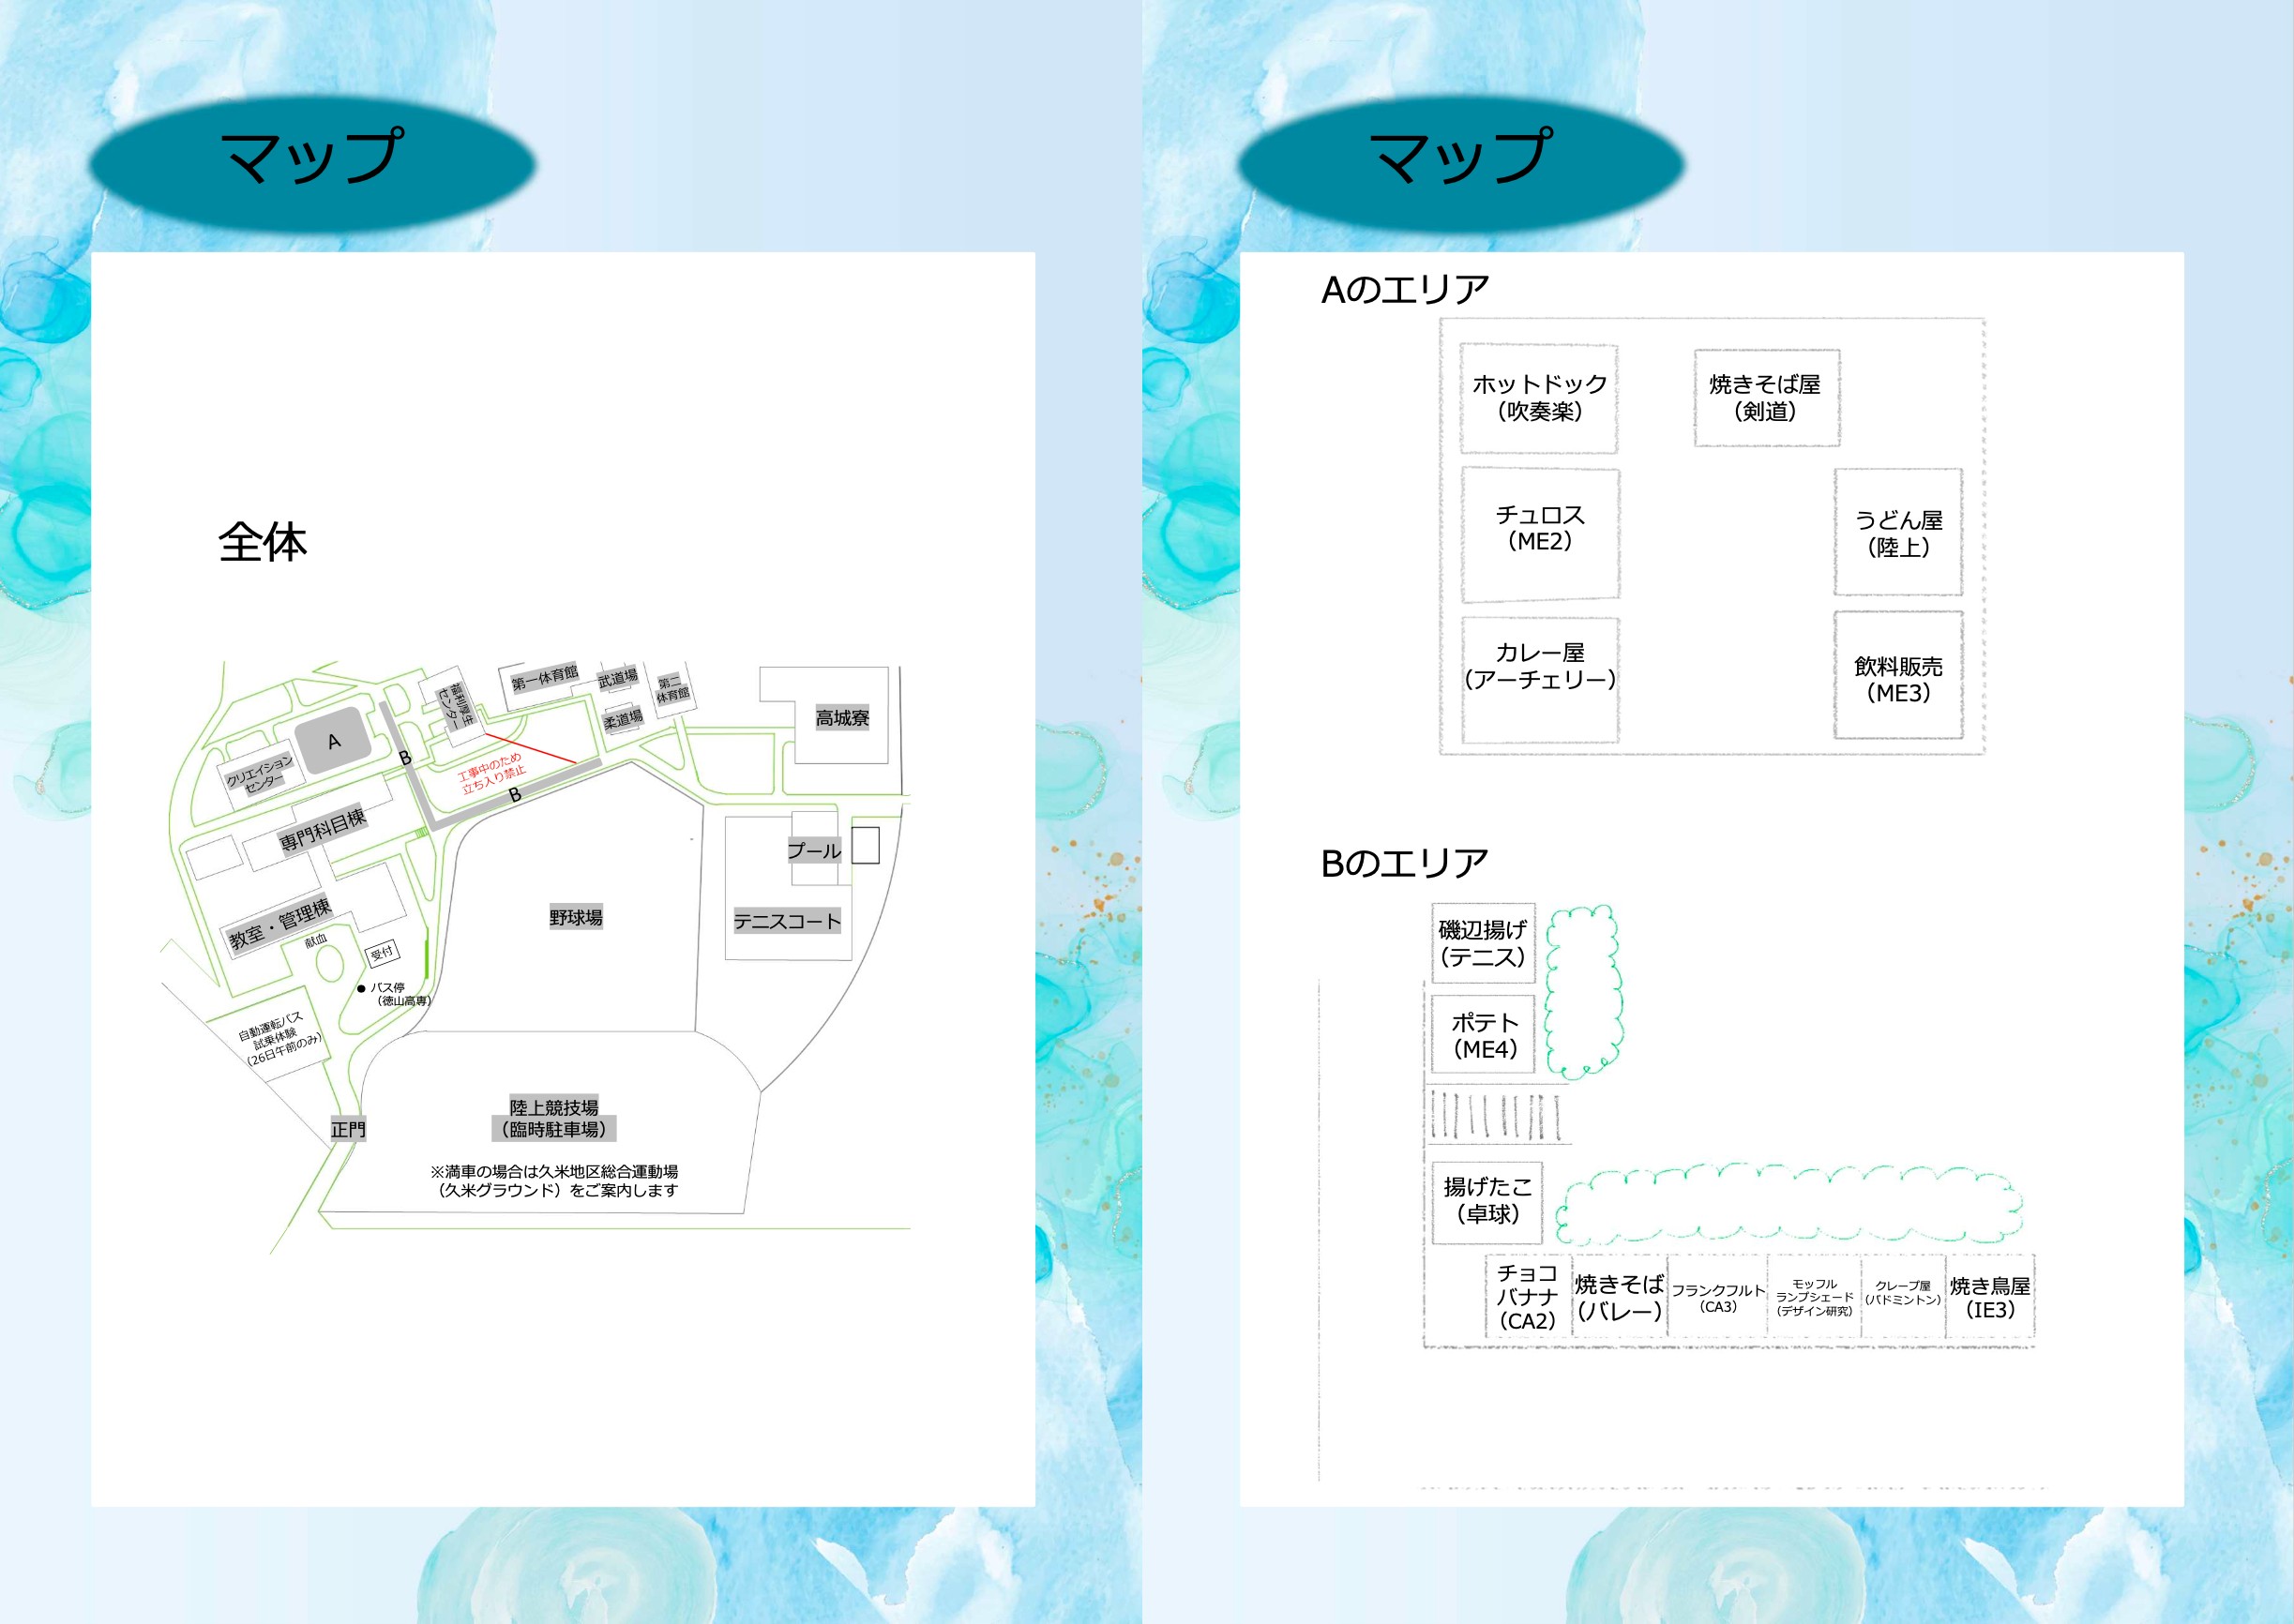 マップ
全体
第一体育館
武道場
第二
体育館
福利厚生
センター
柔道場
高城寮
A
クリエイション
センター
B
工事中のため
立ち入り禁止
B
専門科目棟
プール
教室・管理棟
献血
受付
野球場
テニスコート
バス停
（徳山高専）
自動運転バス
試乗体験
（26日午前のみ）
正門
陸上競技場
（臨時駐車場）
※満車の場合は久米地区総合運動場
（久米グラウンド）をご案内します
マップ
Aのエリア
ホットドック
（吹奏楽）
焼きそば屋
（剣道）
チュロス
（ME2）
うどん屋
（陸上）
カレー屋
（アーチェリー）
飲料販売
（ME3）
Bのエリア
磯辺揚げ
（テニス）
ポテト
（ME4）
揚げたこ
（卓球）
チョコ
バナナ
（CA2）
焼きそば
（バレー）
フランクフルト
（CA3）
モッフル
ランプシェード
（デザイン研究）
クレープ屋
（バドミントン）
焼き鳥屋
（IE3）